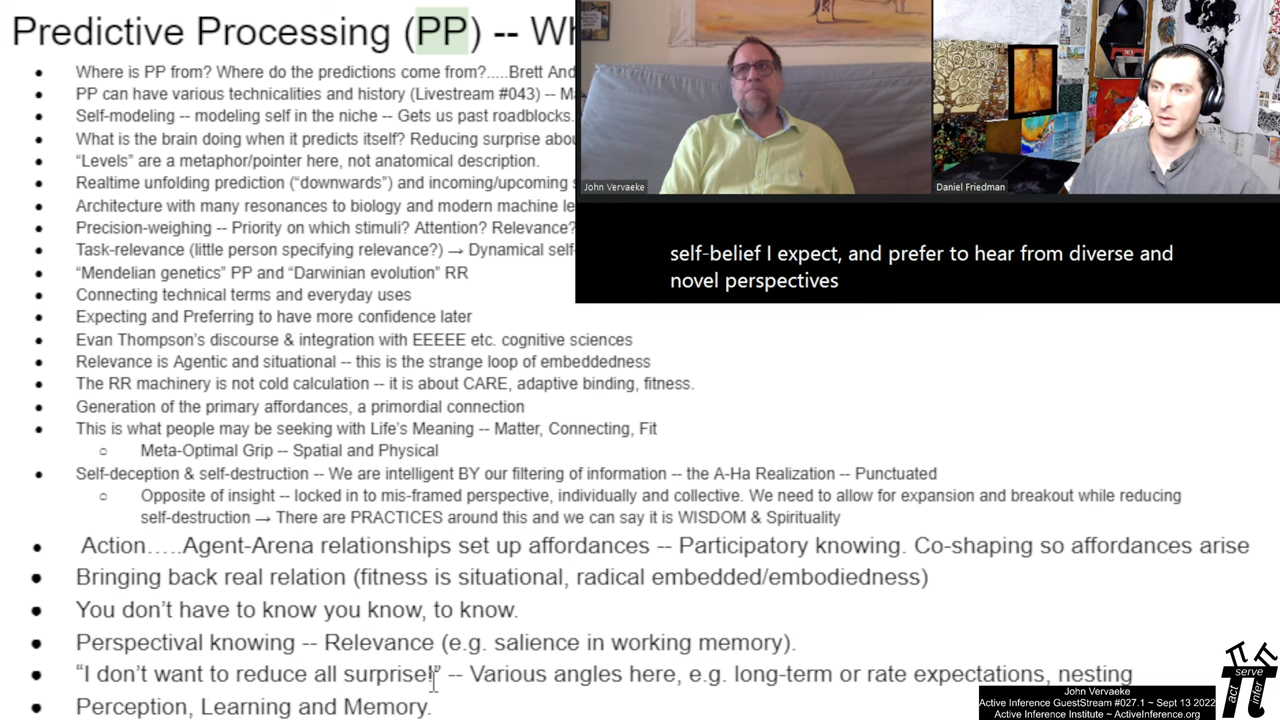 Predictive Processing (PP) -- Wh
Where is PP from? Where do the predictions come from?.....Brett And
PP can have various technicalities and history (Livestream #043) -- M
Self-modeling -- modeling self in the niche -- Gets us past roadblocks.
What is the brain doing when it predicts itself? Reducing surprise abou
“Levels” are a metaphor/pointer here, not anatomical description.
Realtime unfolding prediction (“downwards”) and incoming/upcoming s
Architecture with many resonances to biology and modern machine le
Precision-weighing -- Priority on which stimuli? Attention? Relevance?
Task-relevance (little person specifying relevance?) → Dynamical self-
“Mendelian genetics” PP and “Darwinian evolution” RR
Connecting technical terms and everyday uses
Expecting and Preferring to have more confidence later
Evan Thompson’s discourse & integration with EEEEE etc. cognitive sciences
Relevance is Agentic and situational -- this is the strange loop of embeddedness
The RR machinery is not cold calculation -- it is about CARE, adaptive binding, fitness.
Generation of the primary affordances, a primordial connection
This is what people may be seeking with Life’s Meaning -- Matter, Connecting, Fit
Meta-Optimal Grip -- Spatial and Physical
Self-deception & self-destruction -- We are intelligent BY our filtering of information -- the A-Ha Realization -- Punctuated
Opposite of insight -- locked in to mis-framed perspective, individually and collective. We need to allow for expansion and breakout while reducing
self-destruction → There are PRACTICES around this and we can say it is WISDOM & Spirituality
Action.....Agent-Arena relationships set up affordances -- Participatory knowing. Co-shaping so affordances arise
Bringing back real relation (fitness is situational, radical embedded/embodiedness)
You don’t have to know you know, to know.
Perspectival knowing -- Relevance (e.g. salience in working memory).
“I don’t want to reduce all surprise!” -- Various angles here, e.g. long-term or rate expectations, nesting
Perception, Learning and Memory.
John Vervaeke
Daniel Friedman
self-belief I expect, and prefer to hear from diverse and
novel perspectives
serve
act
infer
John Vervaeke
Active Inference GuestStream #027.1 ~ Sept 13 2022
Active Inference Institute ~ ActiveInference.org